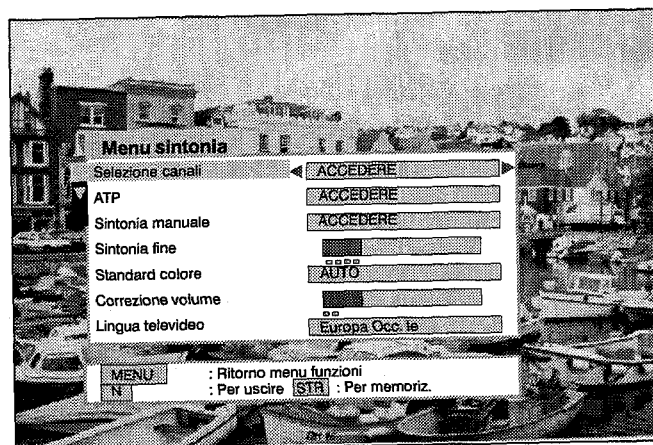 Menu sintonia
Selezione canali ACCEDERE
ATP ACCEDERE
Sintonia manuale ACCEDERE
Sintonia fine
Standard colore AUTO
Correzione volume
Lingua televideo Europa Occ.le
MENU : Ritorno menu funzioni
N : Per uscire STR : Per memoriz.